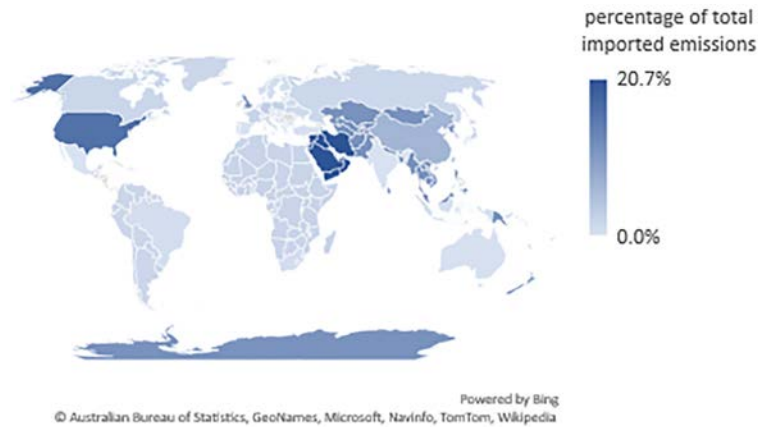 percentage of total
imported emissions
20.7%
0.0%
Powered by Bing
© Australian Bureau of Statistics, GeoNames, Microsoft, Navinfo, TomTom, Wikipedia